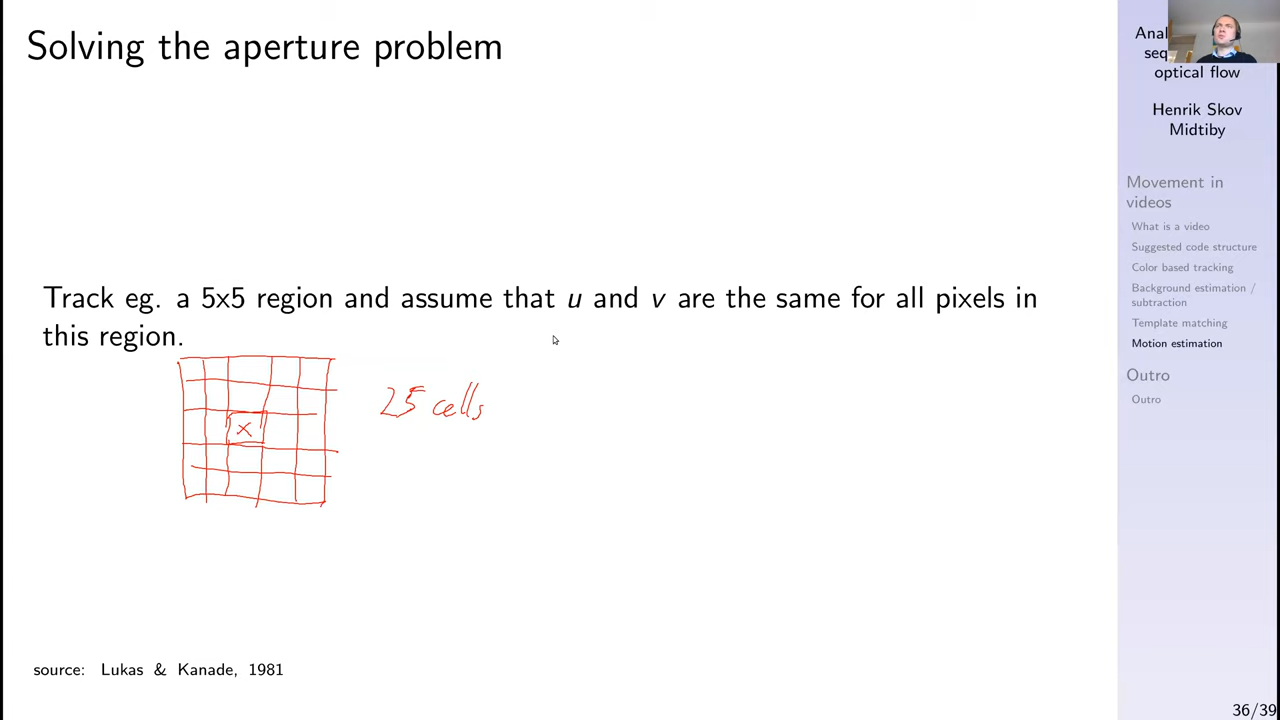 Solving the aperture problem
Track eg. a 5x5 region and assume that u and v are the same for all pixels in
this region.
x
25 cells
source: Lukas & Kanade, 1981
Anal
seq
optical flow
Henrik Skov
Midtiby
Movement in
videos
What is a video
Suggested code structure
Color based tracking
Background estimation /
subtraction
Template matching
Motion estimation
Outro
Outro
36/39